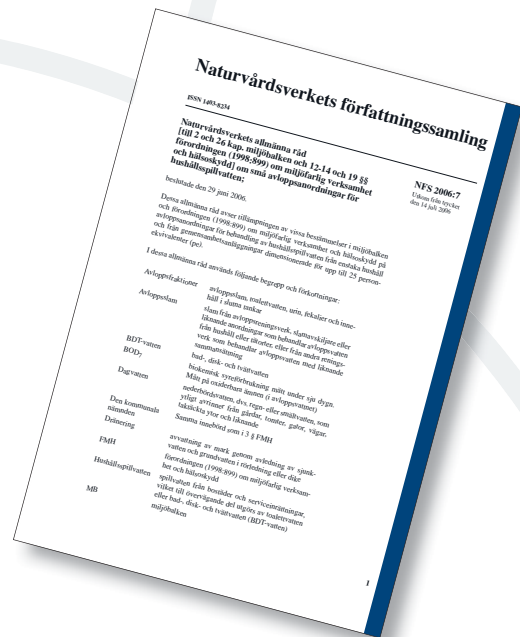 Naturvårdsverkets författningssamling
ISSN 1403-8234
Naturvårdsverkets allmänna råd
[till 2 och 26 kap. miljöbalken och 12-14 och 19 §§
förordningen (1998:899) om miljöfarlig verksamhet
och hälsoskydd] om små avloppsanordningar för
hushållsspillvatten;
NFS 2006:7
Utkom från trycket
den 14 juli 2006
beslutade den 29 juni 2006.
Dessa allmänna råd avser tillämpningen av vissa bestämmelser i miljöbalken
och förordningen (1998:899) om miljöfarlig verksamhet och hälsoskydd på
avloppsanordningar för behandling av hushållsspillvatten från enstaka hushåll
och från gemensamhetsanläggningar dimensionerade för upp till 25 person-
ekvivalenter (pe).
I dessa allmänna råd används följande begrepp och förkortningar:
Avloppsfraktioner avloppsslam, toalettvatten, urin, fekalier och inne-
håll i slutna tankar
Avloppsslam slam från avloppsreningsverk, slamavskiljare eller
liknande anordningar som behandlar avloppsvatten
från hushåll eller tätorter, eller från andra renings-
verk som behandlar avloppsvatten med liknande
sammansättning
BDT-vatten bad-, disk- och tvättvatten
BOD7 biokemisk syreförbrukning mätt under sju dygn.
Mått på oxiderbara ämnen (i avloppsvattnet)
Dagvatten nederbördsvatten, dvs. regn- eller smältvatten, som
ytligt avrinner från gårdar, tomter, gator, vägar,
taktäckta ytor och liknande
Den kommunala Samma innebörd som i 3 § FMH
nämnden
Dränering avvattning av mark genom avledning av sjunk-
vatten och grundvatten i rörledning eller dike
FMH förordningen (1998:899) om miljöfarlig verksam-
het och hälsoskydd
Hushållsspillvatten spillvatten från bostäder och serviceinrättningar,
vilket till övervägande del utgörs av toalettvatten
eller bad-, disk- och tvättvatten (BDT-vatten)
MB miljöbalken
1